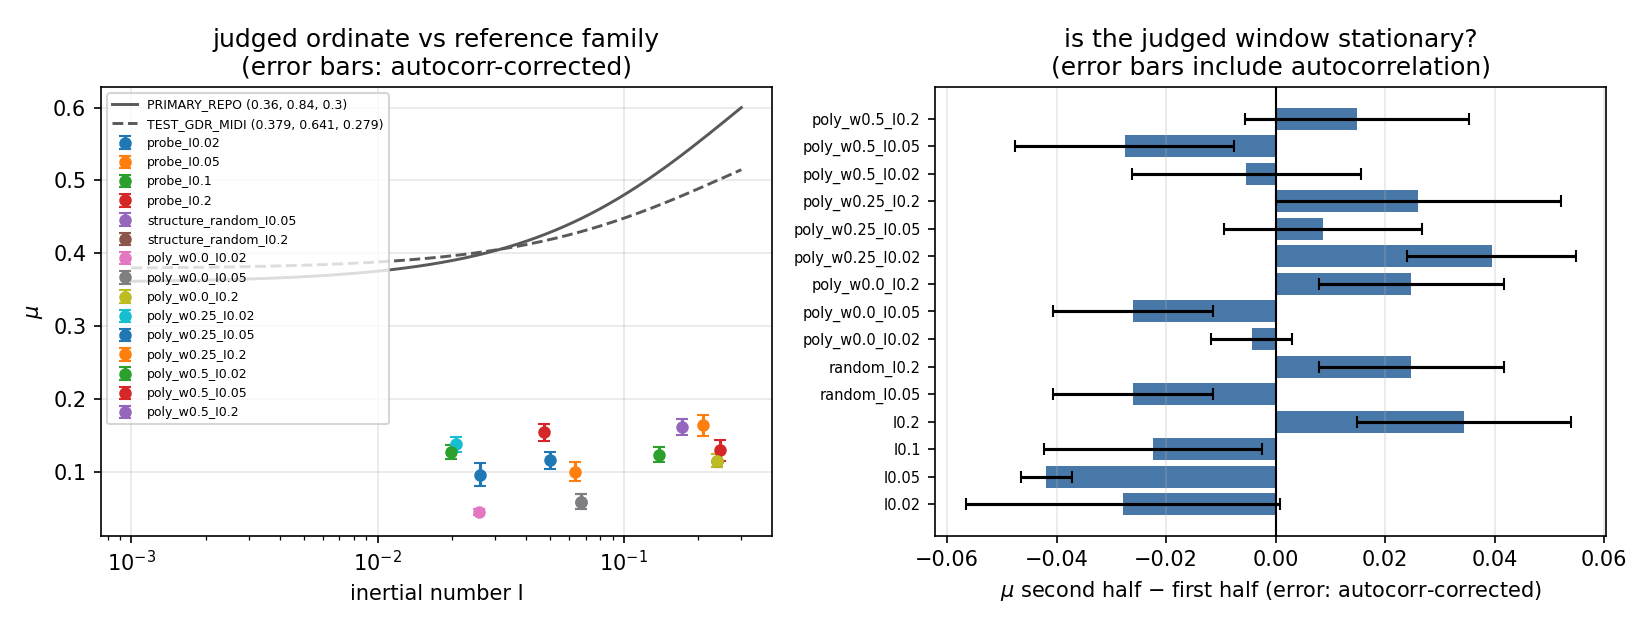 judged ordinate vs reference family
(error bars: autocorr-corrected)
0.6
0.5
0.4
0.3
0.2
0.1
μ
PRIMARY_REPO (0.36, 0.84, 0.3)
TEST_GDR_MIDI (0.379, 0.641, 0.279)
probe_I0.02
probe_I0.05
probe_I0.1
probe_I0.2
structure_random_I0.05
structure_random_I0.2
poly_w0.0_I0.02
poly_w0.0_I0.05
poly_w0.0_I0.2
poly_w0.25_I0.02
poly_w0.25_I0.05
poly_w0.25_I0.2
poly_w0.5_I0.02
poly_w0.5_I0.05
poly_w0.5_I0.2
10⁻³ 10⁻² 10⁻¹
inertial number I
is the judged window stationary?
(error bars include autocorrelation)
poly_w0.5_I0.2
poly_w0.5_I0.05
poly_w0.5_I0.02
poly_w0.25_I0.2
poly_w0.25_I0.05
poly_w0.25_I0.02
poly_w0.0_I0.2
poly_w0.0_I0.05
poly_w0.0_I0.02
random_I0.2
random_I0.05
I0.2
I0.1
I0.05
I0.02
−0.06 −0.04 −0.02 0.00 0.02 0.04 0.06
μ second half − first half (error: autocorr-corrected)